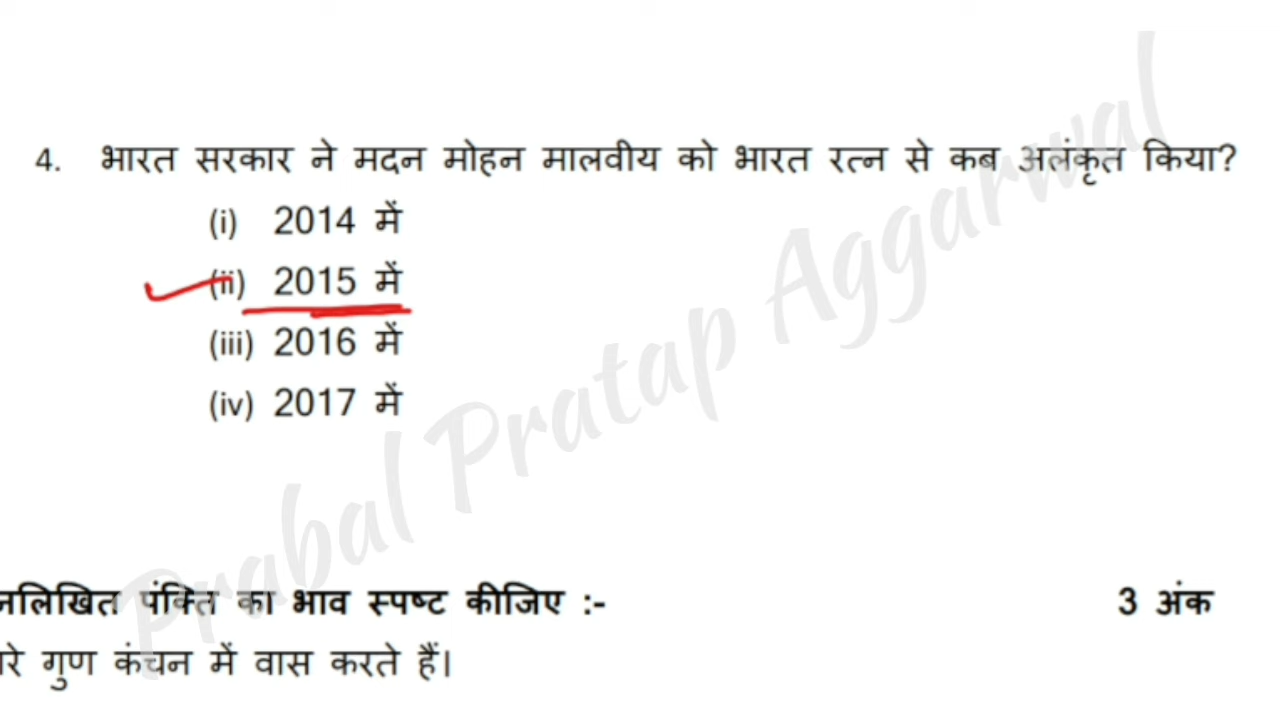 4. भारत सरकार ने मदन मोहन मालवीय को भारत रत्न से कब अलंकृत किया?
(i) 2014 में
(ii) 2015 में
(iii) 2016 में
(iv) 2017 में
Prabal Pratap Aggarwal
नलिखित पंक्ति का भाव स्पष्ट कीजिए :- 3 अंक
रे गुण कंचन में वास करते हैं।